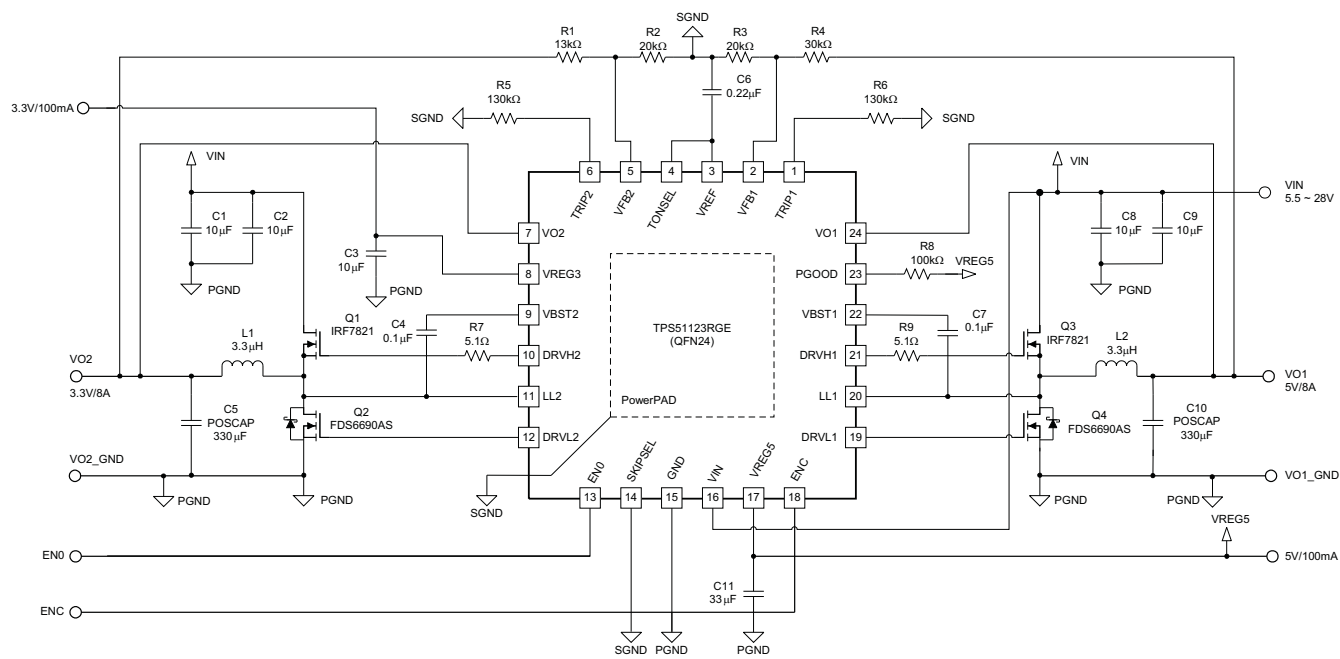 SGND
R1
13kΩ
R2
20kΩ
R3
20kΩ
R4
30kΩ
C6
0.22μF
R5
130kΩ
R6
130kΩ
3.3V/100mA
SGND
SGND
VIN
VIN
VIN
5.5 ~ 28V
6
5
4
3
2
1
TRIP2
VFB2
TONSEL
VREF
VFB1
TRIP1
C1
10μF
C2
10μF
C3
10μF
PGND
PGND
7
VO2
8
VREG3
9
VBST2
10
DRVH2
11
LL2
12
DRVL2
VO1
24
PGOOD
23
VBST1
22
DRVH1
21
LL1
20
DRVL1
19
R8
100kΩ
VREG5
C8
10μF
C9
10μF
PGND
TPS51123RGE
(QFN24)
PowerPAD
Q1
IRF7821
C4
0.1μF
R7
5.1Ω
R9
5.1Ω
C7
0.1μF
Q3
IRF7821
L1
3.3μH
L2
3.3μH
VO2
3.3V/8A
VO1
5V/8A
C5
POSCAP
330μF
Q2
FDS6690AS
Q4
FDS6690AS
C10
POSCAP
330μF
VO2_GND
VO1_GND
PGND
PGND
PGND
PGND
SGND
EN0
SKIPSEL
GND
VIN
VREG5
ENC
13
14
15
16
17
18
VREG5
EN0
5V/100mA
C11
33μF
ENC
SGND
PGND
PGND